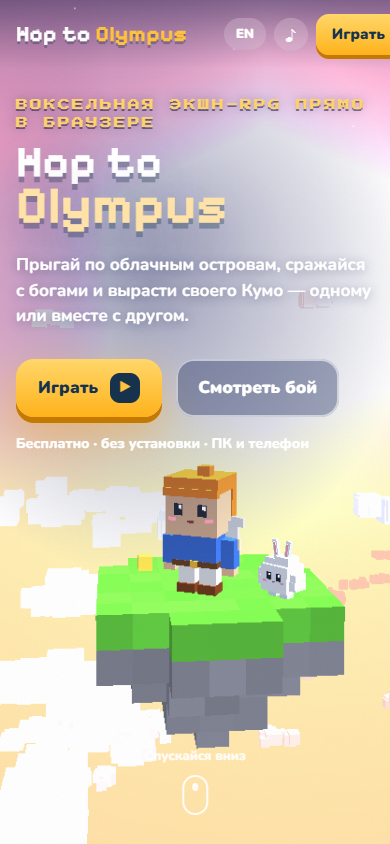 Hop to Olympus
EN
Играть
ВОКСЕЛЬНАЯ ЭКШН-RPG ПРЯМО
В БРАУЗЕРЕ
Hop to
Olympus
Прыгай по облачным островам, сражайся
с богами и вырасти своего Кумо — одному
или вместе с другом.
Играть
Смотреть бой
Бесплатно · без установки · ПК и телефон
Спускайся вниз